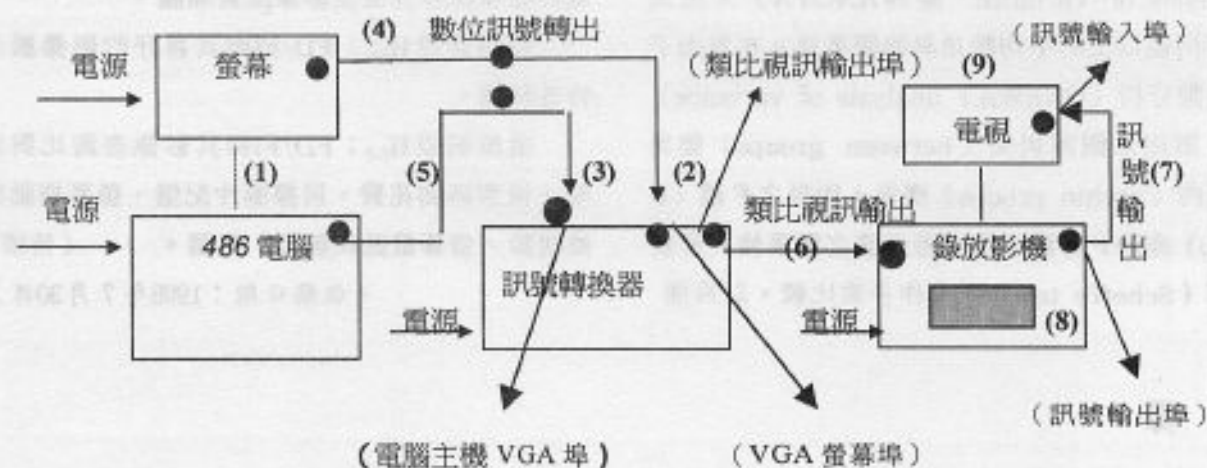 (4)
數位訊號轉出
（訊號輸入埠）
電源
螢幕
（類比視訊輸出埠）
(9)
電視
訊號輸出
(7)
(1)
(5)
(3)
(2)
電源
類比視訊輸出
(6)
486 電腦
訊號轉換器
錄放影機
電源
電源
(8)
（訊號輸出埠）
（電腦主機 VGA 埠）
（VGA 螢幕埠）